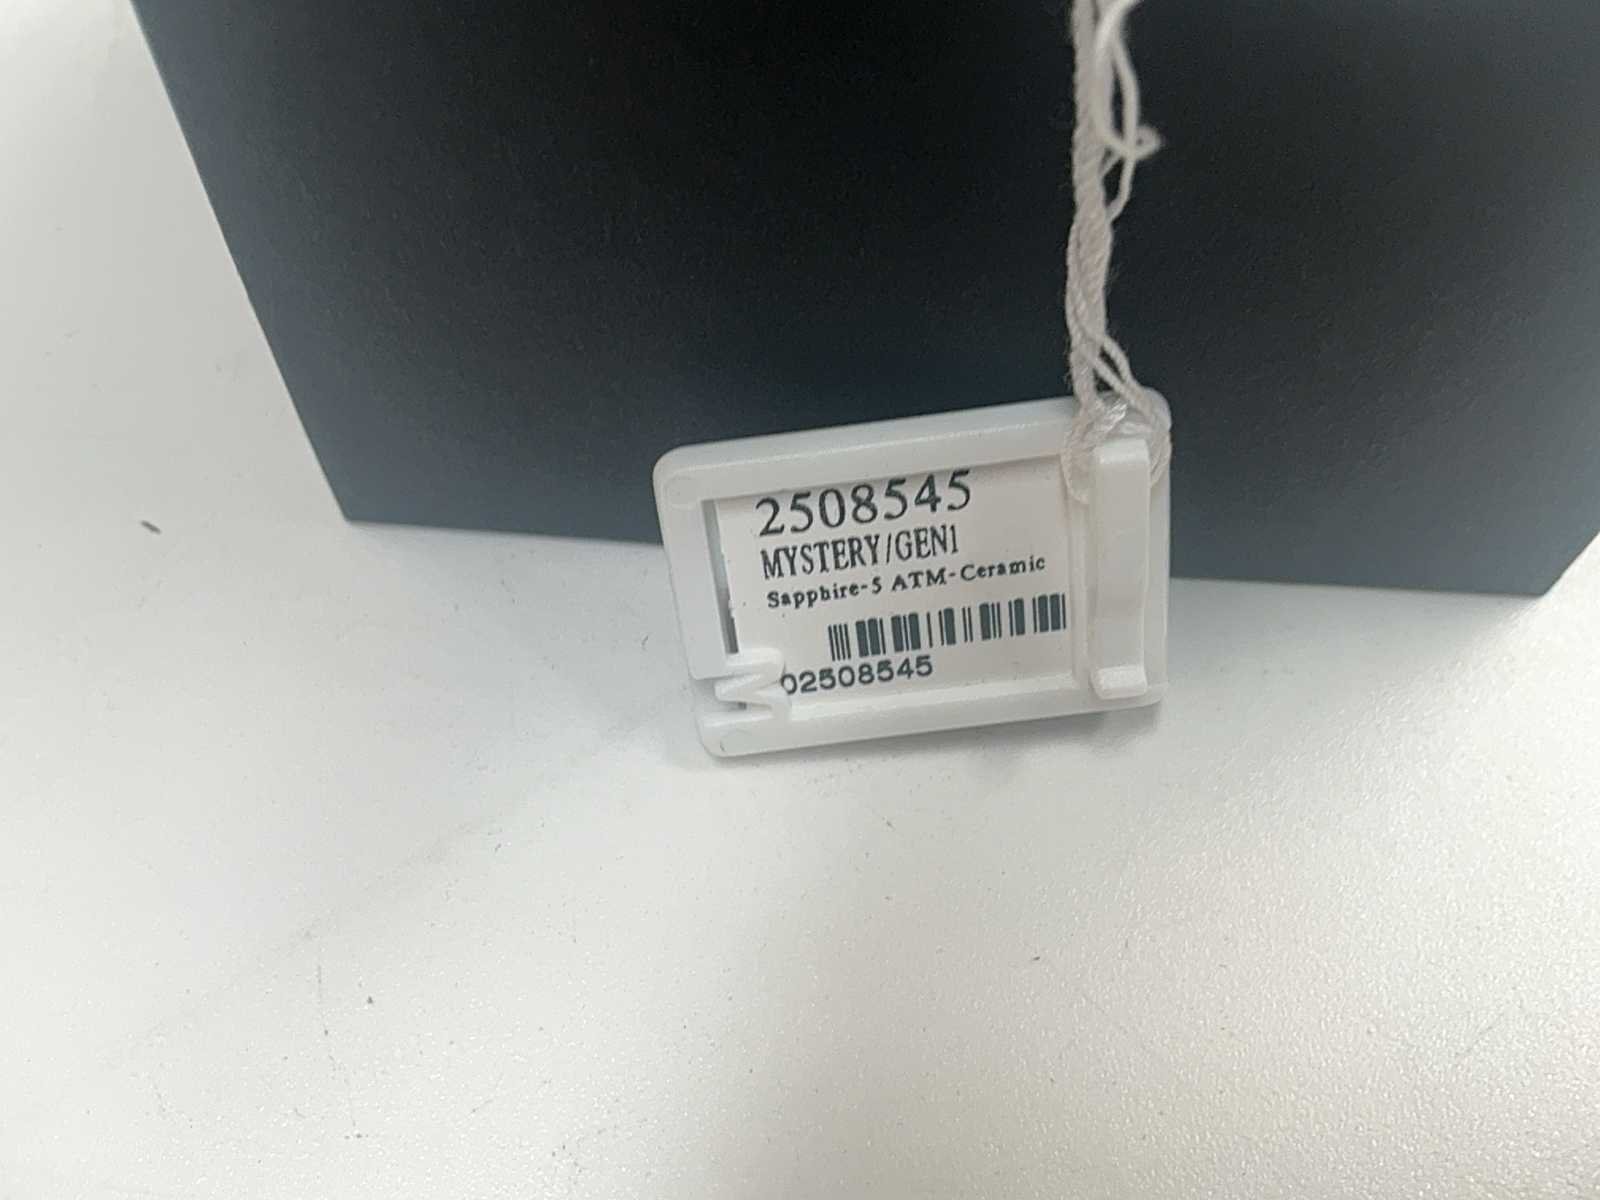 2508545
MYSTERY/GEN1
Sapphire-5 ATM-Ceramic
02508545